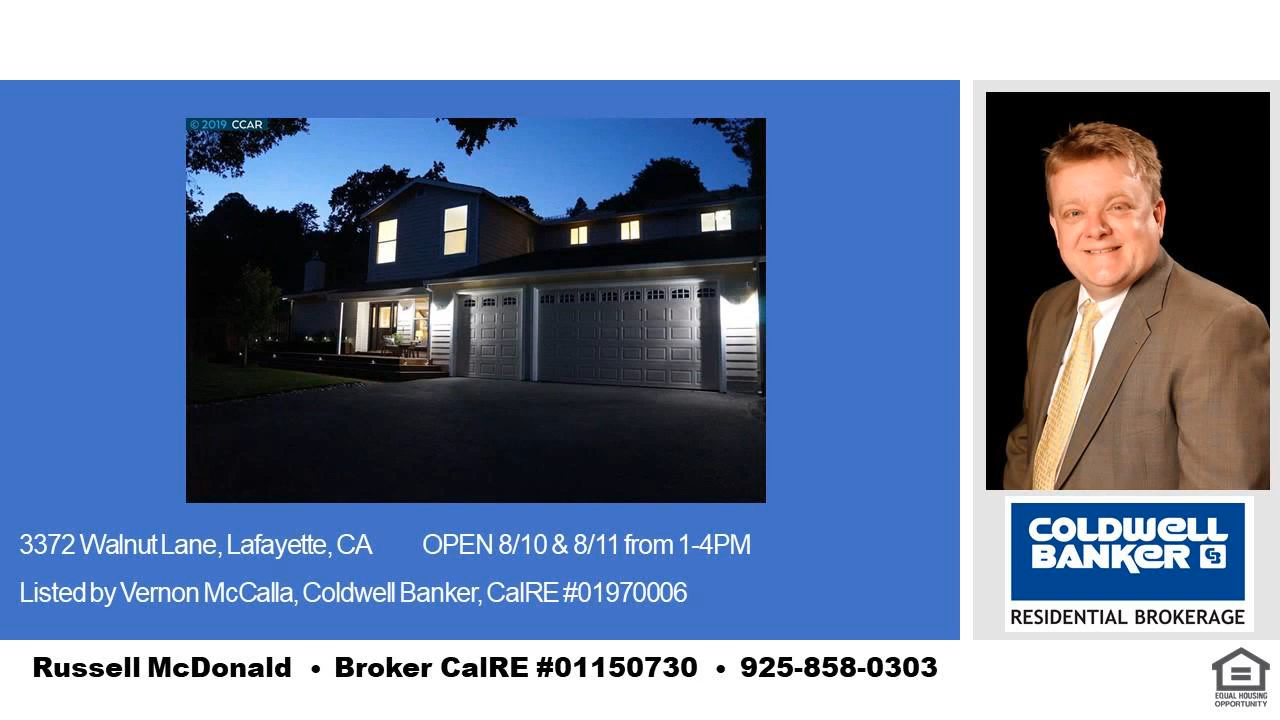 © 2019 CCAR
3372 Walnut Lane, Lafayette, CA OPEN 8/10 & 8/11 from 1-4PM
Listed by Vernon McCalla, Coldwell Banker, CalRE #01970006
COLDWELL
BANKER CB
RESIDENTIAL BROKERAGE
Russell McDonald • Broker CalRE #01150730 • 925-858-0303
EQUAL HOUSING
OPPORTUNITY